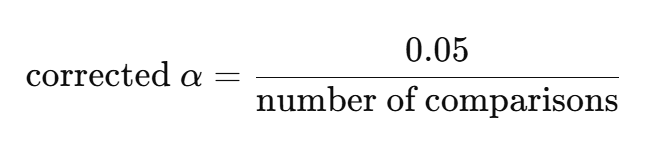 corrected α = 0.05 / number of comparisons